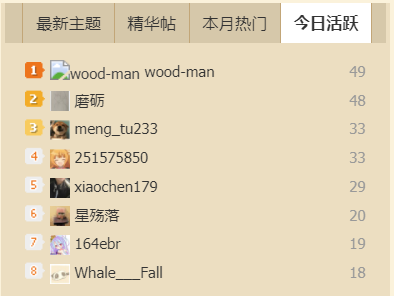 最新主题 精华帖 本月热门 今日活跃
1 wood-man wood-man 49
2 磨砺 48
3 meng_tu233 33
4 251575850 33
5 xiaochen179 29
6 星殇落 20
7 164ebr 19
8 Whale___Fall 18